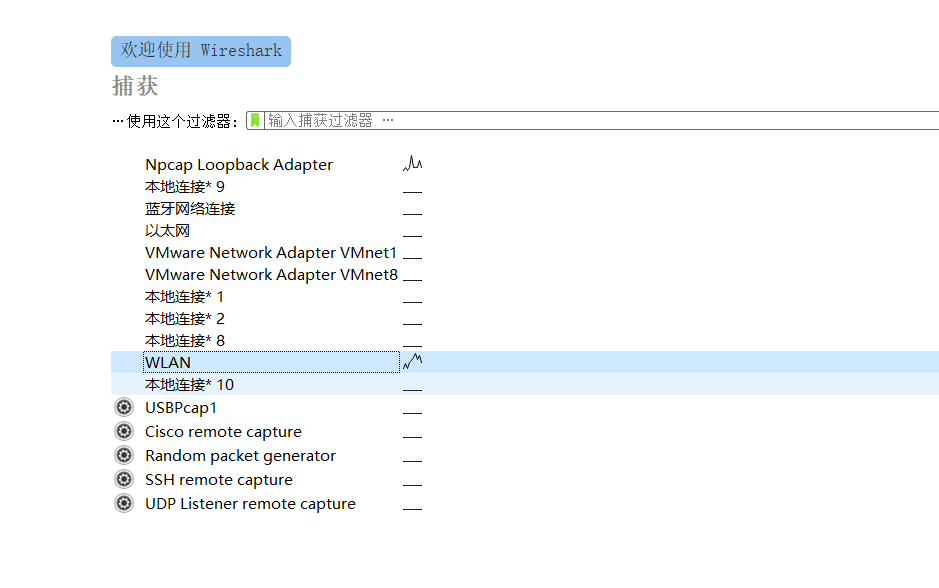 欢迎使用 Wireshark
捕获
…使用这个过滤器： 输入捕获过滤器 …
Npcap Loopback Adapter
本地连接* 9
蓝牙网络连接
以太网
VMware Network Adapter VMnet1
VMware Network Adapter VMnet8
本地连接* 1
本地连接* 2
本地连接* 8
WLAN
本地连接* 10
USBPcap1
Cisco remote capture
Random packet generator
SSH remote capture
UDP Listener remote capture